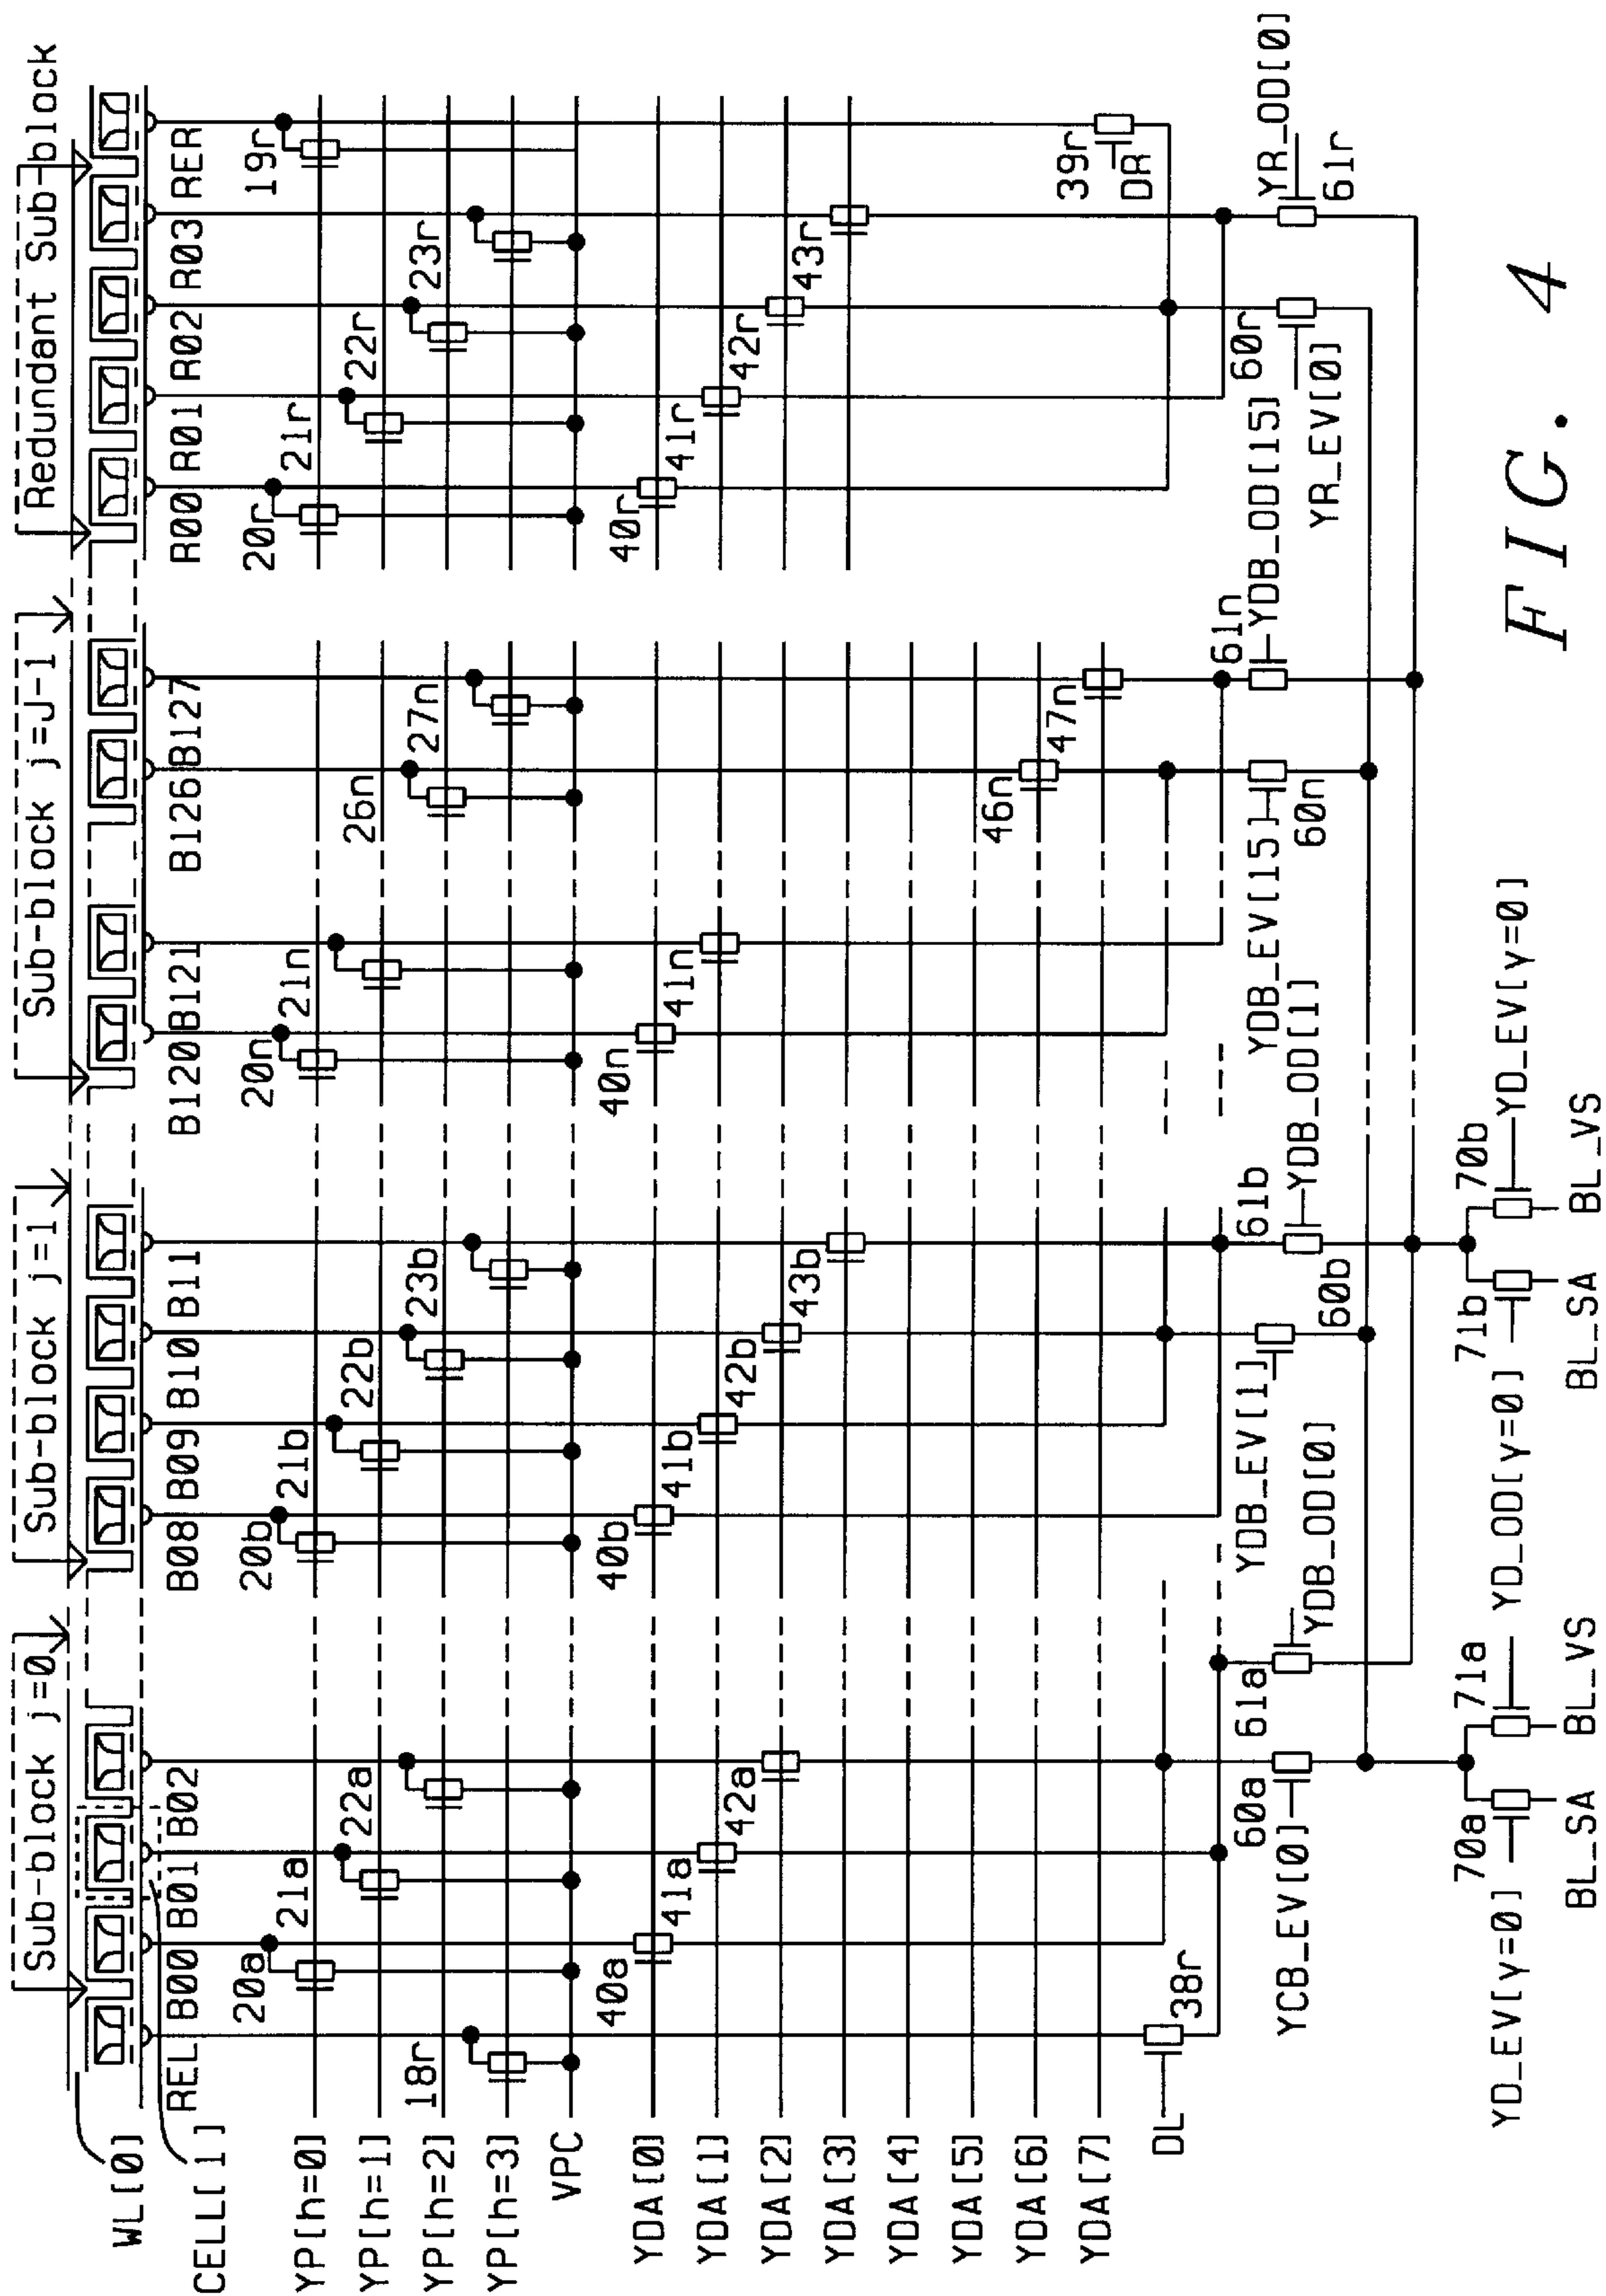 Sub-block j=0
Sub-block j=1
Sub-block j=J-1
Redundant Sub-block
WL[0]
CELL[1]
REL B00 B01 B02
B08 B09 B10 B11
B120 B121
B126 B127
R00 R01 R02 R03 RER
YP[h=0]
YP[h=1]
YP[h=2]
YP[h=3]
VPC
18r 20a 21a 22a
20b 21b 22b 23b
20n 21n 26n 27n
20r 21r 22r 23r 19r
YDA[0]
YDA[1]
YDA[2]
YDA[3]
YDA[4]
YDA[5]
YDA[6]
YDA[7]
40a 41a 42a
40b 41b 42b 43b
40n 41n 46n 47n
40r 41r 42r 43r
DL
38r
39r
DR
YCB_EV[0]
60a
61a
YDB_OD[0]
YDB_EV[1]
60b
61b
YDB_OD[1]
YDB_EV[15]
60n
61n
YDB_OD[15]
YR_EV[0]
60r
YR_OD[0]
61r
YD_EV[y=0]
70a
71a
YD_OD[y=0]
71b
70b
YD_EV[y=0]
BL_SA
BL_VS
BL_SA
BL_VS
FIG. 4